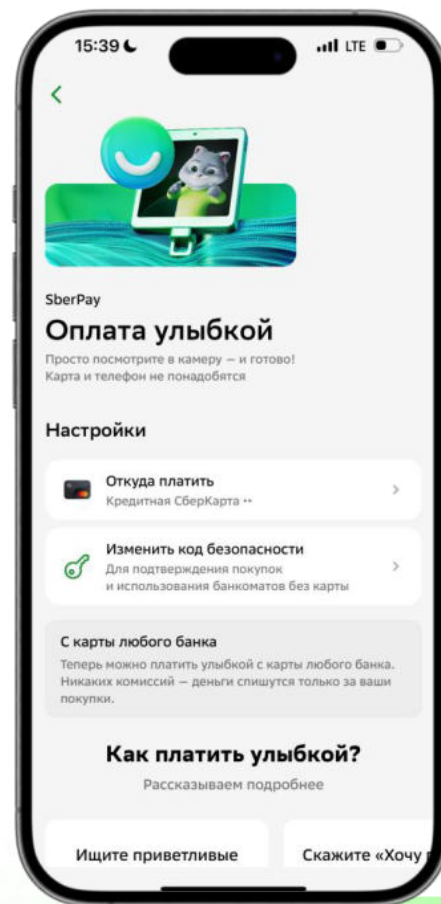 15:39
LTE
SberPay
Оплата улыбкой
Просто посмотрите в камеру — и готово!
Карта и телефон не понадобятся
Настройки
Откуда платить
Кредитная СберКарта ··
Изменить код безопасности
Для подтверждения покупок
и использования банкоматов без карты
С карты любого банка
Теперь можно платить улыбкой с карты любого банка.
Никаких комиссий — деньги спишутся только за ваши
покупки.
Как платить улыбкой?
Рассказываем подробнее
Ищите приветливые
Скажите «Хочу